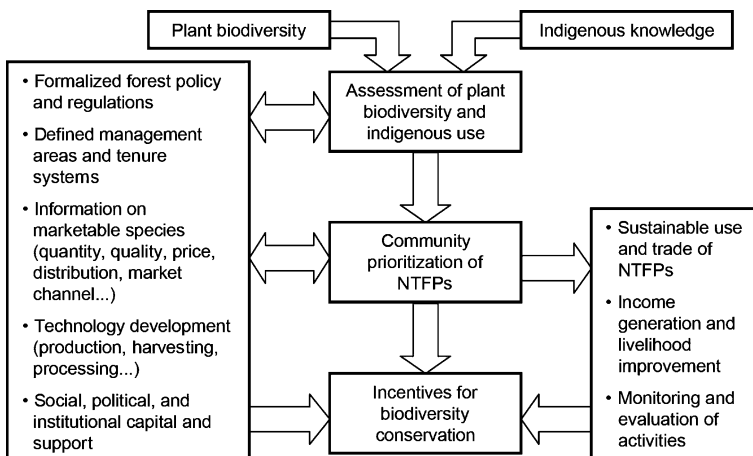 Plant biodiversity
Indigenous knowledge
• Formalized forest policy
and regulations
• Defined management
areas and tenure
systems
• Information on
marketable species
(quantity, quality, price,
distribution, market
channel...)
• Technology development
(production, harvesting,
processing...)
• Social, political, and
institutional capital and
support
Assessment of plant
biodiversity and
indigenous use
Community
prioritization of
NTFPs
Incentives for
biodiversity
conservation
• Sustainable use
and trade of
NTFPs
• Income
generation and
livelihood
improvement
• Monitoring and
evaluation of
activities